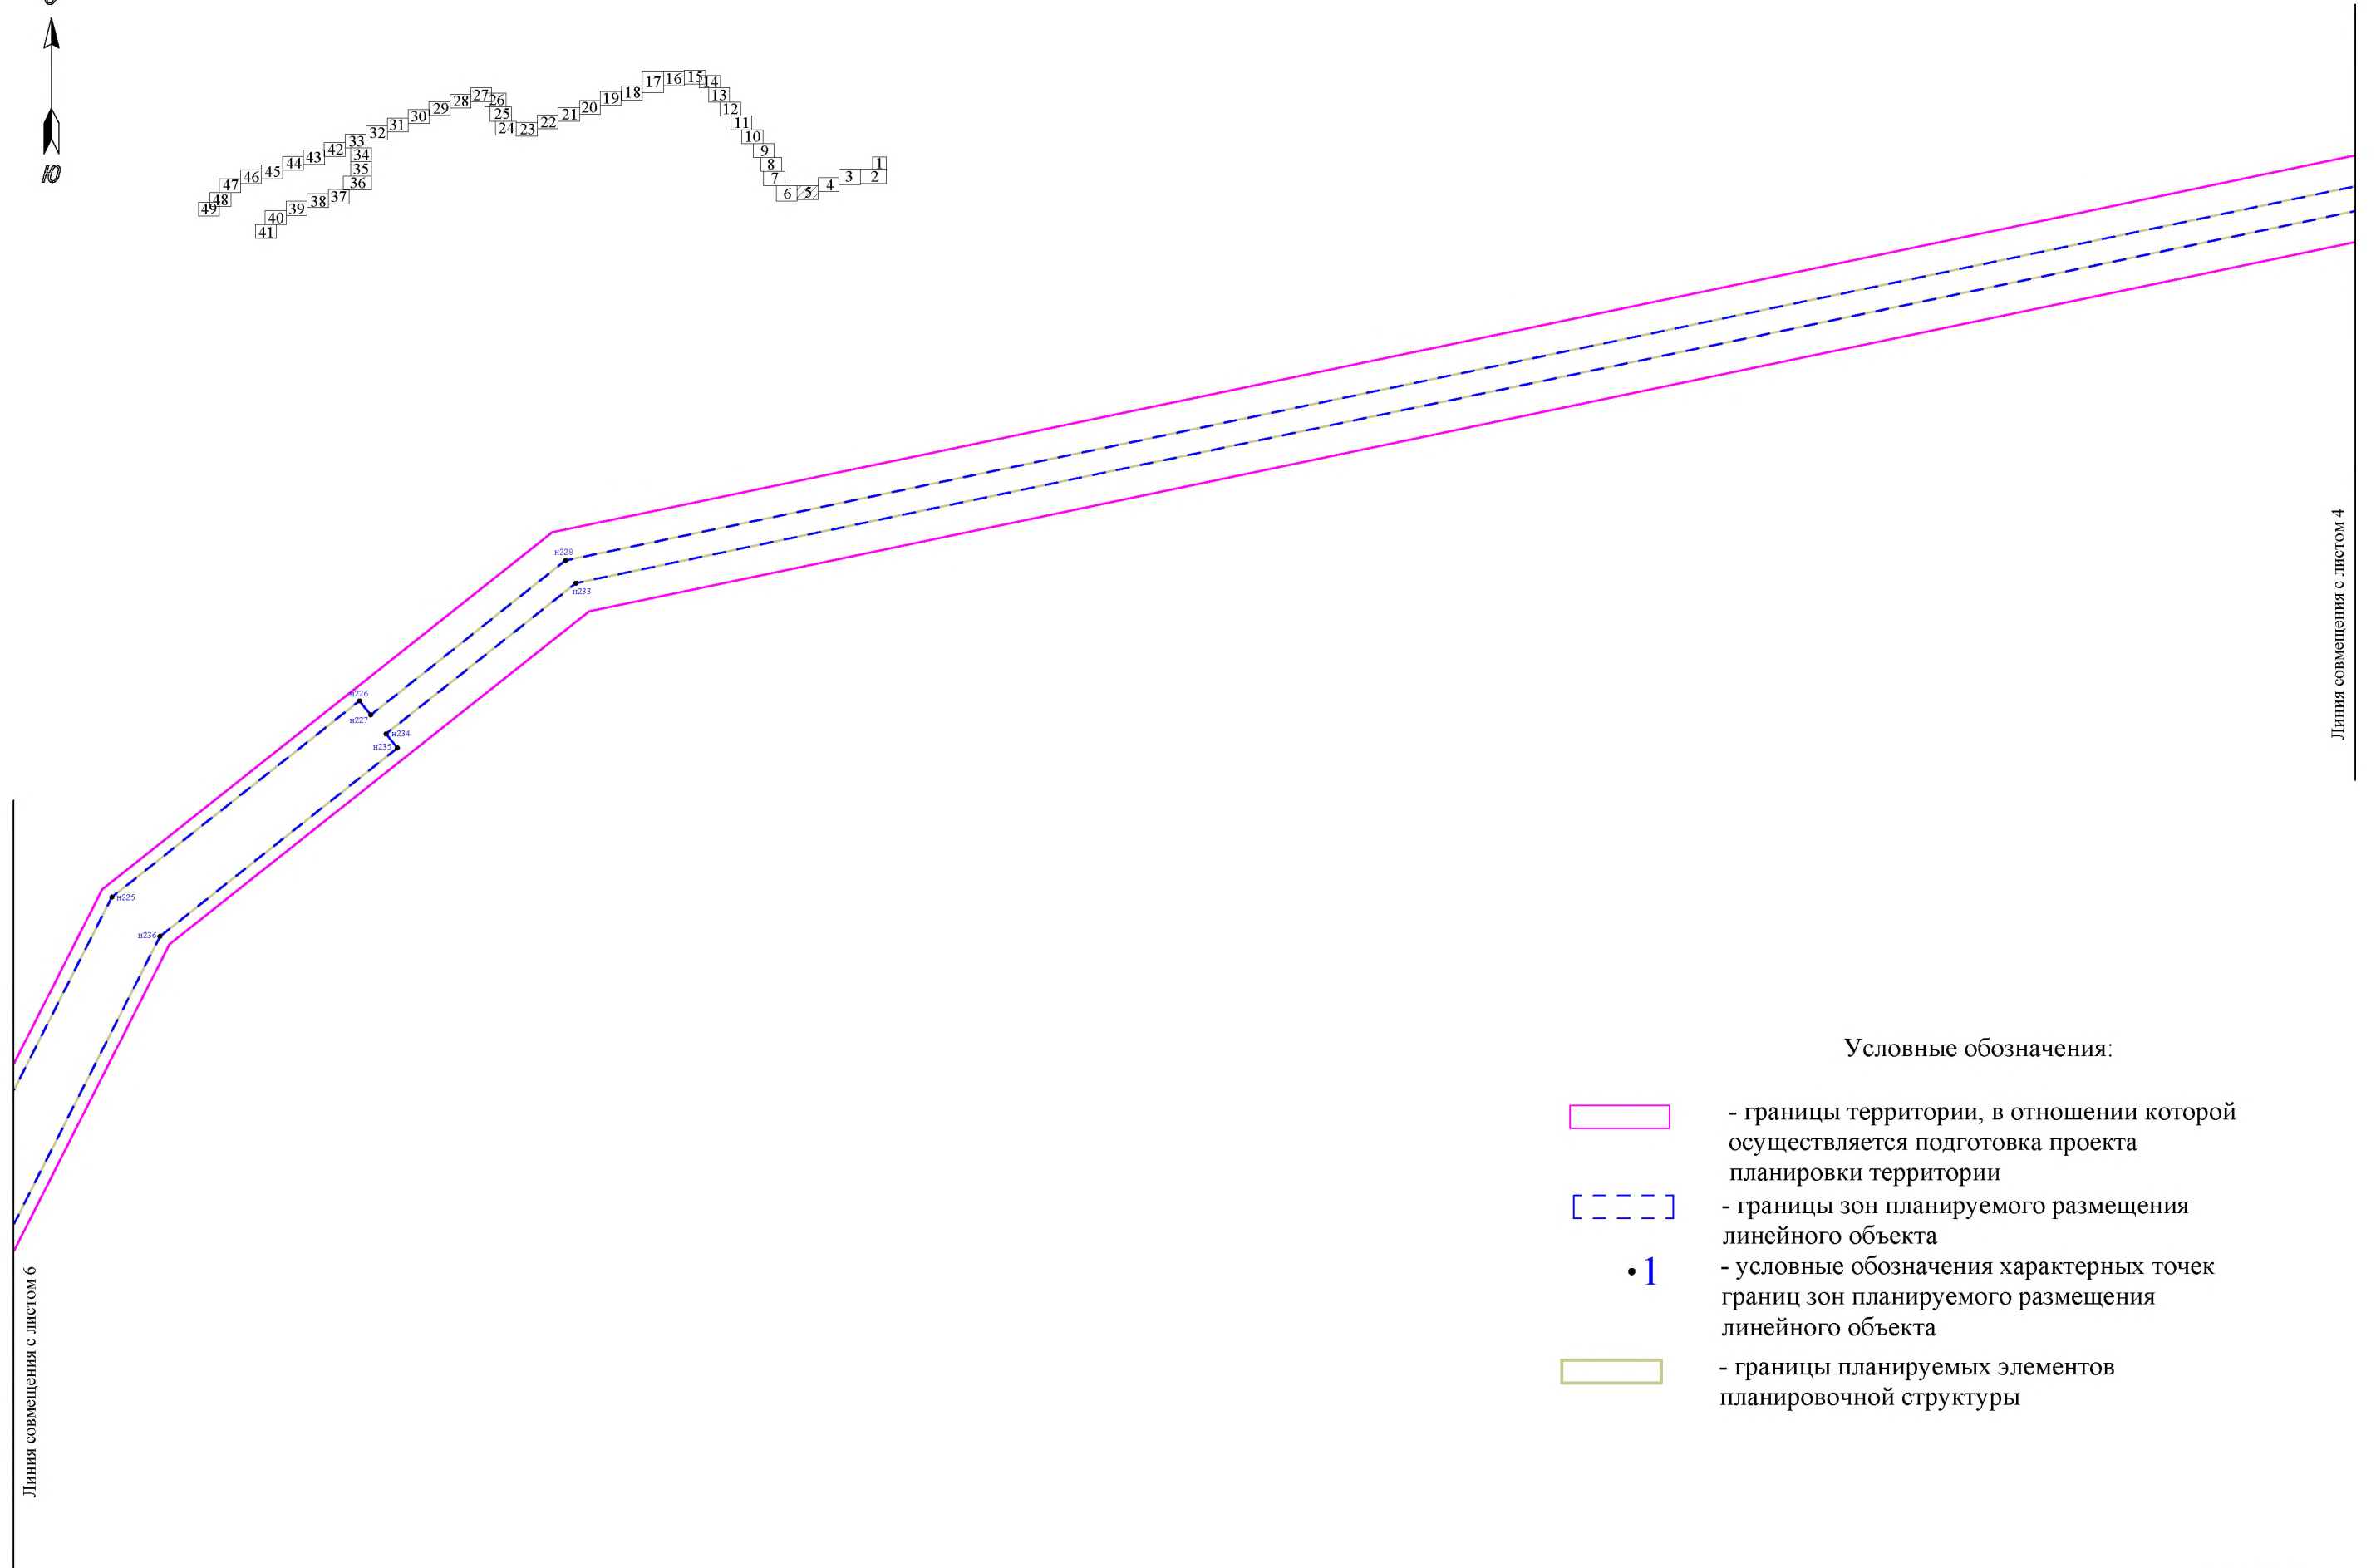 Ю
1
2
3
4
5
6
7
8
9
10
11
12
13
14
15
16
17
18
19
20
21
22
23
24
25
26
27
28
29
30
31
32
33
34
35
36
37
38
39
40
41
42
43
44
45
46
47
48
49
н228
н233
н226
н227
н234
н235
н225
н236
Линия совмещения с листом 4
Линия совмещения с листом 6
Условные обозначения:
- границы территории, в отношении которой
осуществляется подготовка проекта
планировки территории
- границы зон планируемого размещения
линейного объекта
1
- условные обозначения характерных точек
границ зон планируемого размещения
линейного объекта
- границы планируемых элементов
планировочной структуры